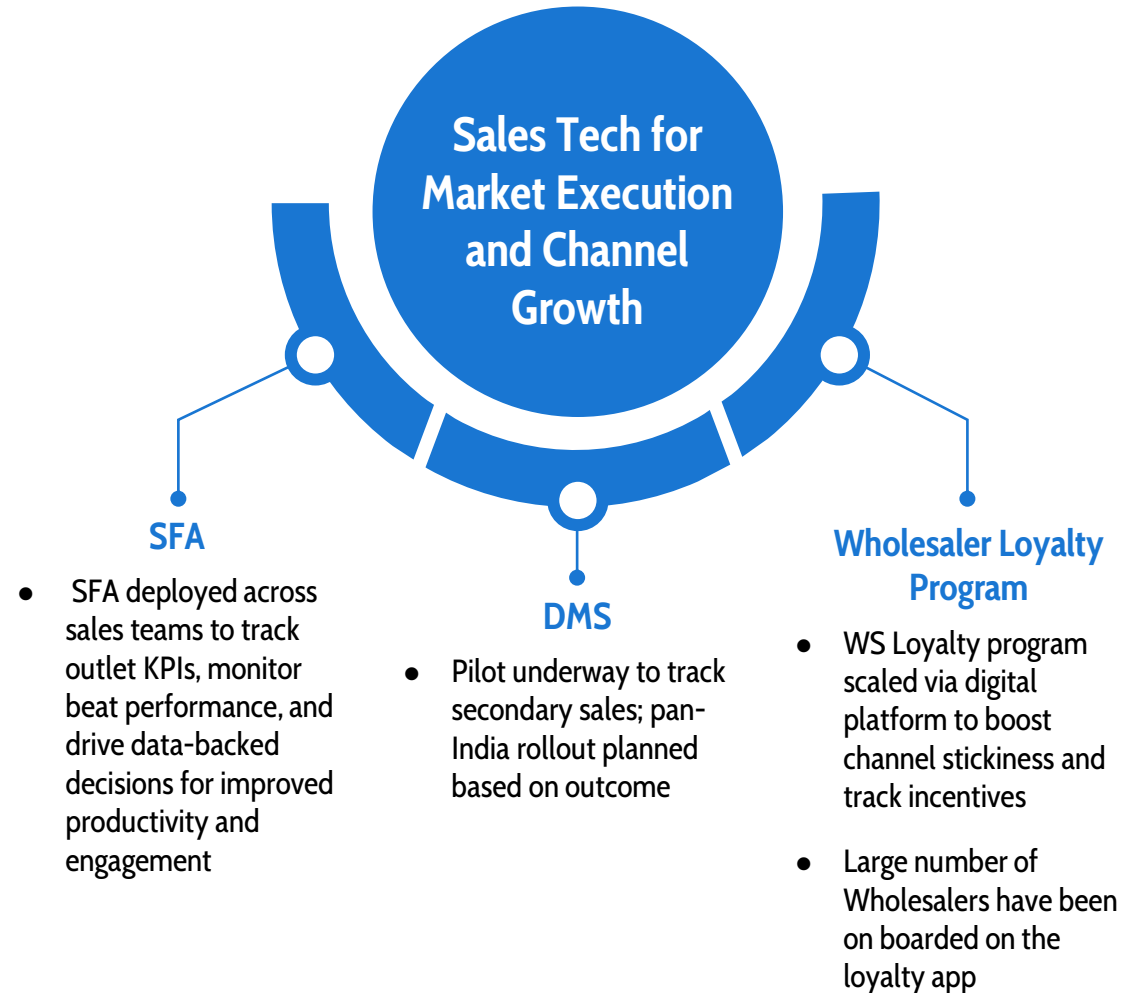 Sales Tech for
Market Execution
and Channel
Growth
SFA
● SFA deployed across
sales teams to track
outlet KPIs, monitor
beat performance, and
drive data-backed
decisions for improved
productivity and
engagement
DMS
● Pilot underway to track
secondary sales; pan-
India rollout planned
based on outcome
Wholesaler Loyalty
Program
● WS Loyalty program
scaled via digital
platform to boost
channel stickiness and
track incentives
● Large number of
Wholesalers have been
on boarded on the
loyalty app